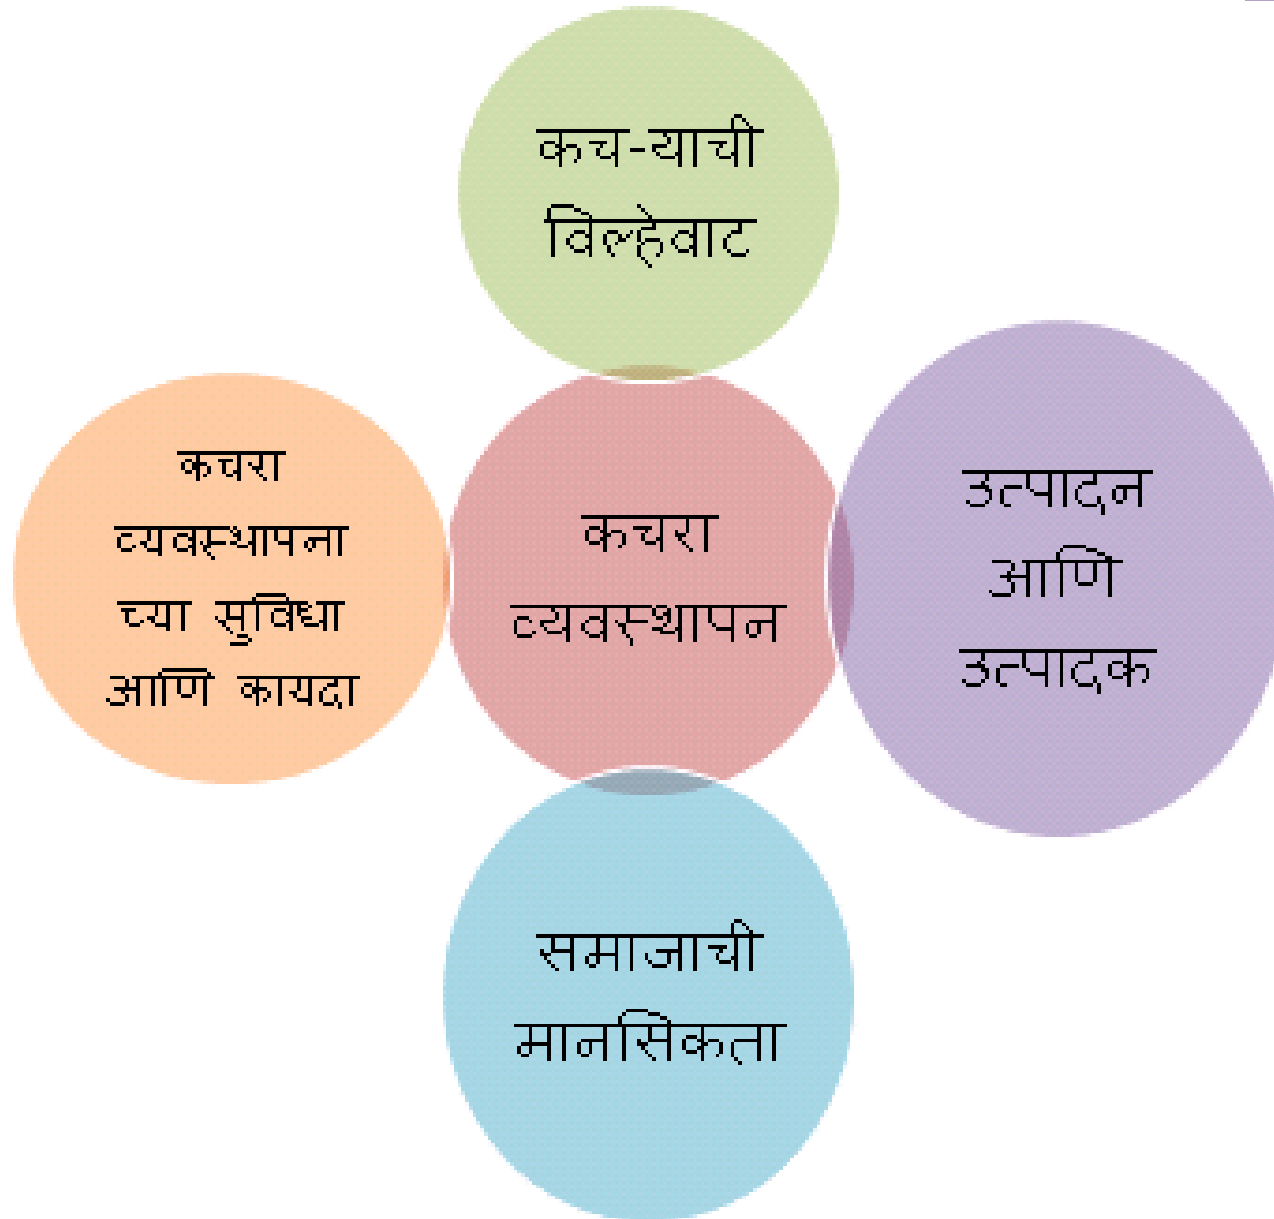 कच-याची
विल्हेवाट
कचरा
व्यवस्थापना
च्या सुविधा
आणि कायदा
कचरा
व्यवस्थापन
उत्पादन
आणि
उत्पादक
समाजाची
मानसिकता